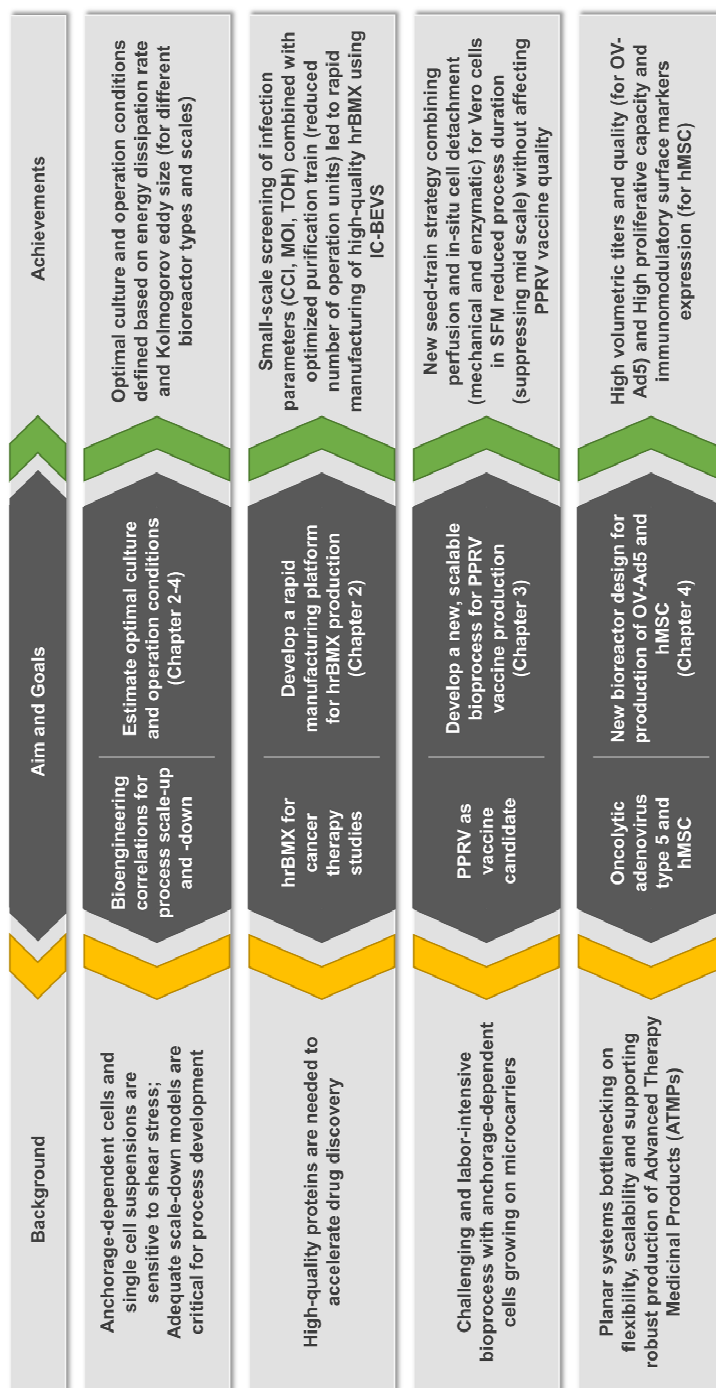 Background
Aim and Goals
Achievements
Anchorage-dependent cells and
single cell suspensions are
sensitive to shear stress;
Adequate scale-down models are
critical for process development
Bioengineering
correlations for
process scale-up
and -down
Estimate optimal culture
and operation conditions
(Chapter 2-4)
Optimal culture and operation conditions
defined based on energy dissipation rate
and Kolmogorov eddy size (for different
bioreactor types and scales)
High-quality proteins are needed to
accelerate drug discovery
hrBMX for
cancer
therapy
studies
Develop a rapid
manufacturing platform
for hrBMX production
(Chapter 2)
Small-scale screening of infection
parameters (CCI, MOI, TOH) combined with
optimized purification train (reduced
number of operation units) led to rapid
manufacturing of high-quality hrBMX using
IC-BEVS
Challenging and labor-intensive
bioprocess with anchorage-dependent
cells growing on microcarriers
PPRV as
vaccine
candidate
Develop a new, scalable
bioprocess for PPRV
vaccine production
(Chapter 3)
New seed-train strategy combining
perfusion and in-situ cell detachment
(mechanical and enzymatic) for Vero cells
in SFM reduced process duration
(suppressing mid scale) without affecting
PPRV vaccine quality
Planar systems bottlenecking on
flexibility, scalability and supporting
robust production of Advanced Therapy
Medicinal Products (ATMPs)
Oncolytic
adenovirus
type 5 and
hMSC
New bioreactor design for
production of OV-Ad5 and
hMSC
(Chapter 4)
High volumetric titers and quality (for OV-
Ad5) and High proliferative capacity and
immunomodulatory surface markers
expression (for hMSC)